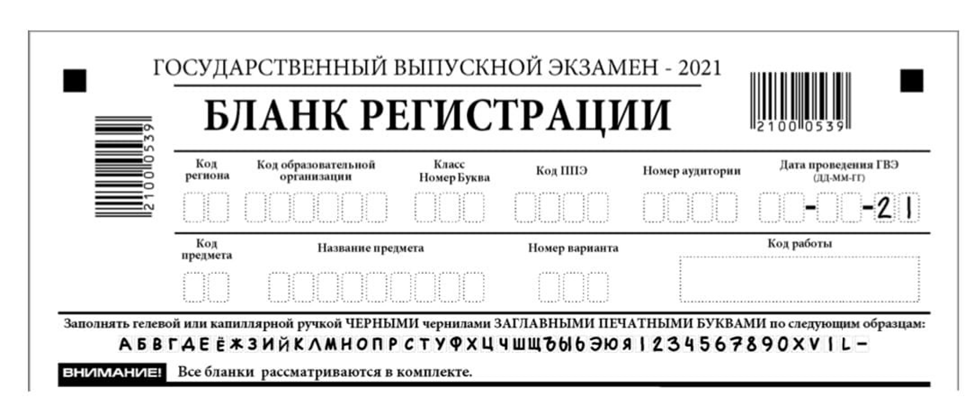 ГОСУДАРСТВЕННЫЙ ВЫПУСКНОЙ ЭКЗАМЕН - 2021
БЛАНК РЕГИСТРАЦИИ
2100 0539
2100 0539
Код региона
Код образовательной организации
Класс
Номер Буква
Код ППЭ
Номер аудитории
Дата проведения ГВЭ
(ДД-ММ-ГГ)
- - 21
Код предмета
Название предмета
Номер варианта
Код работы
Заполнять гелевой или капиллярной ручкой ЧЕРНЫМИ чернилами ЗАГЛАВНЫМИ ПЕЧАТНЫМИ БУКВАМИ по следующим образцам:
АБВГДЕЁЖЗИЙКЛМНОПРСТУФХЦЧШЩЪЫЬЭЮЯ1234567890XVIL-
ВНИМАНИЕ! Все бланки рассматриваются в комплекте.